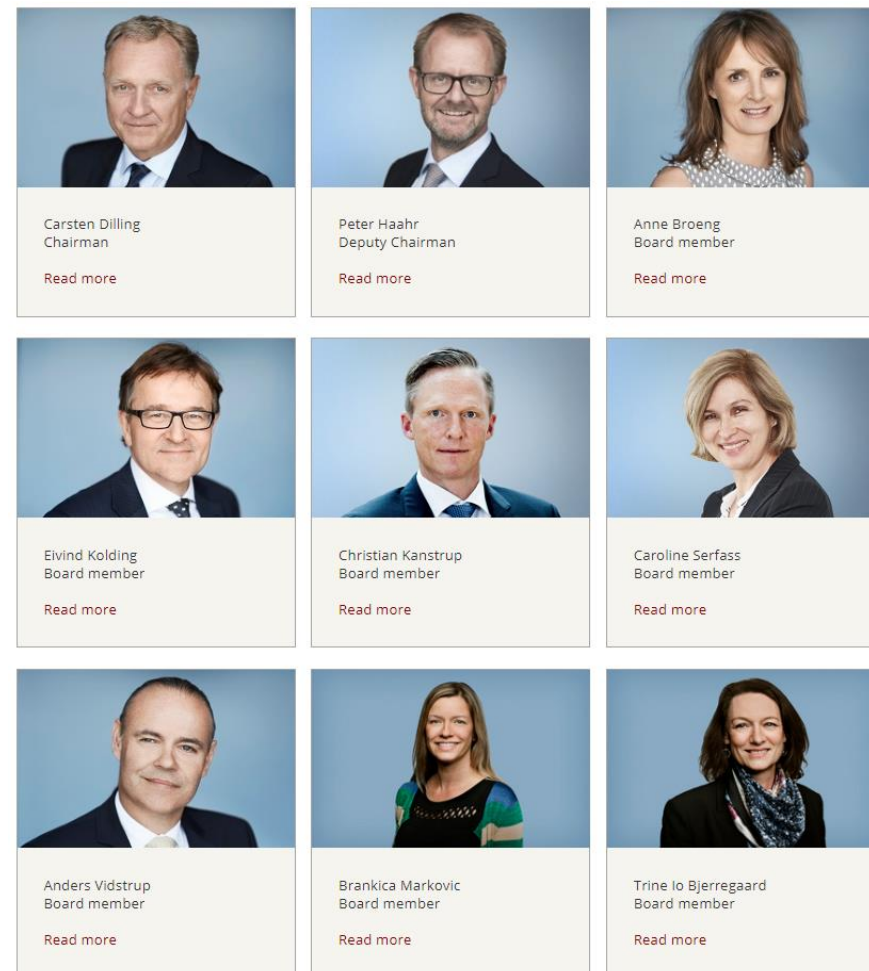 Carsten Dilling
Chairman
Read more
Peter Haahr
Deputy Chairman
Read more
Anne Broeng
Board member
Read more
Eivind Kolding
Board member
Read more
Christian Kanstrup
Board member
Read more
Caroline Serfass
Board member
Read more
Anders Vidstrup
Board member
Read more
Brankica Markovic
Board member
Read more
Trine Io Bjerregaard
Board member
Read more